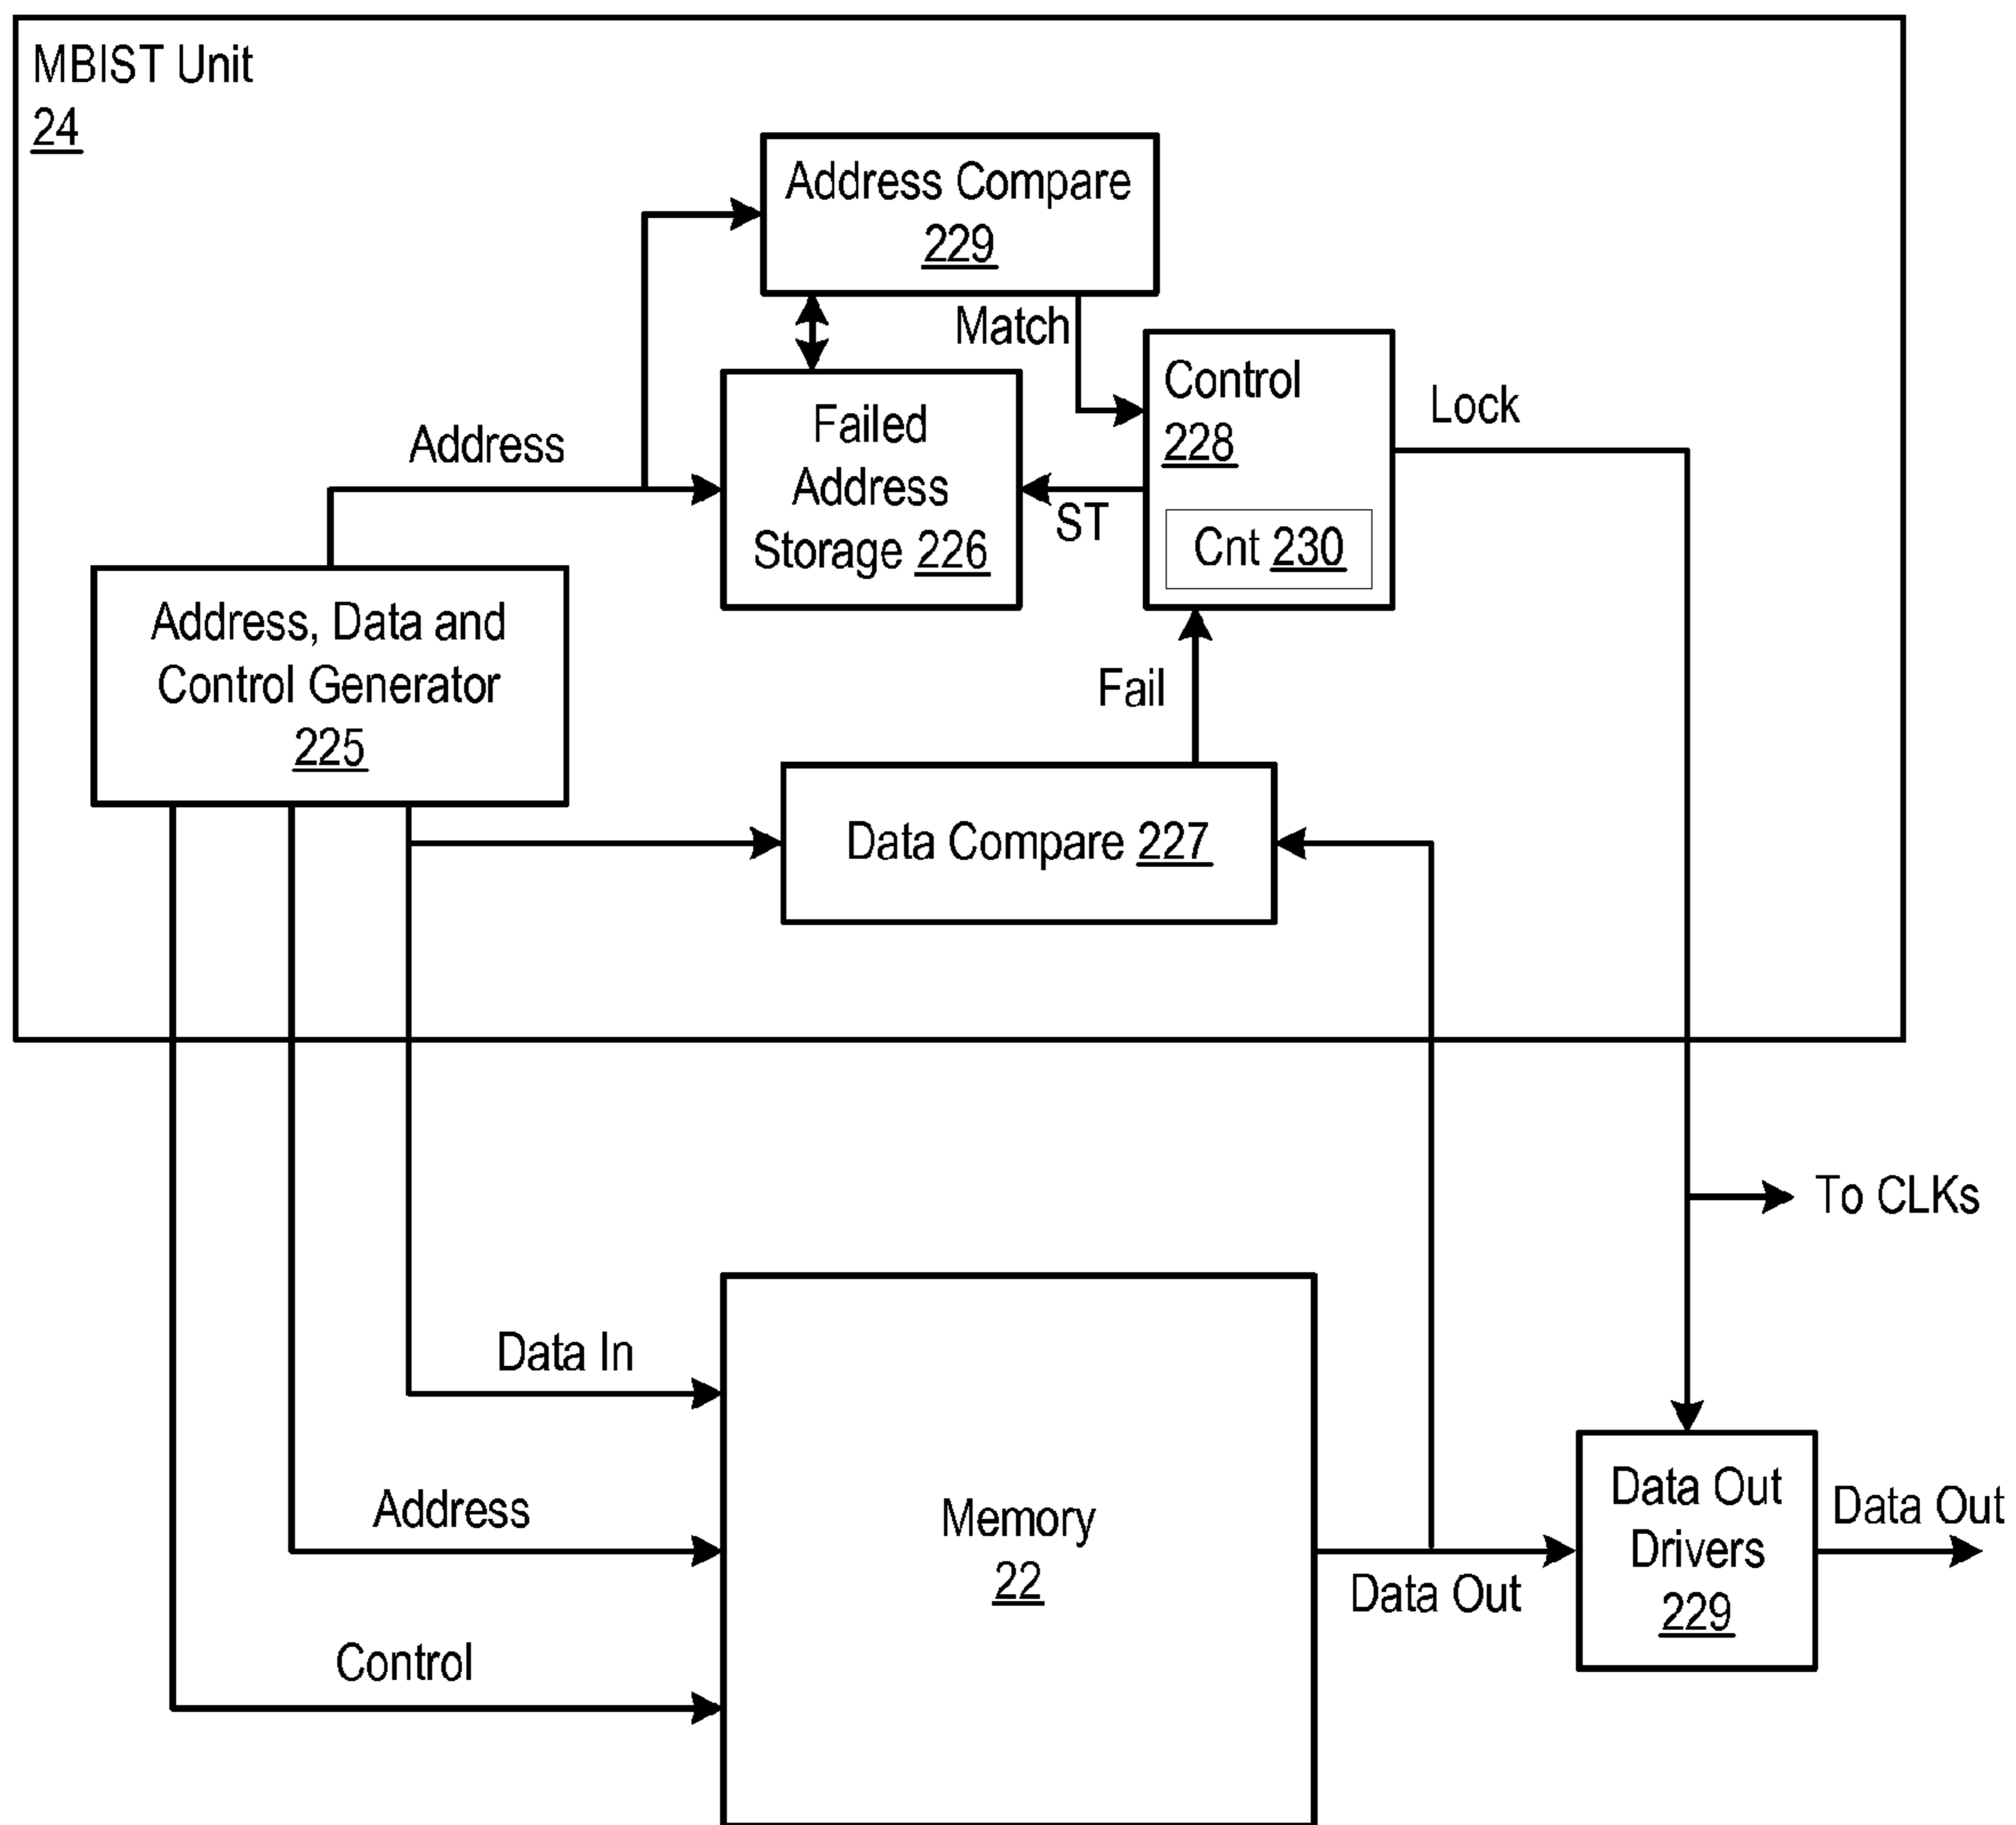 MBIST Unit
24
Address Compare
229
Match
Control
228
Lock
Failed
Address
Storage 226
Address
ST
Cnt 230
Address, Data and
Control Generator
225
Fail
Data Compare 227
To CLKs
Data In
Memory
22
Address
Data Out
Data Out
Drivers
229
Data Out
Control